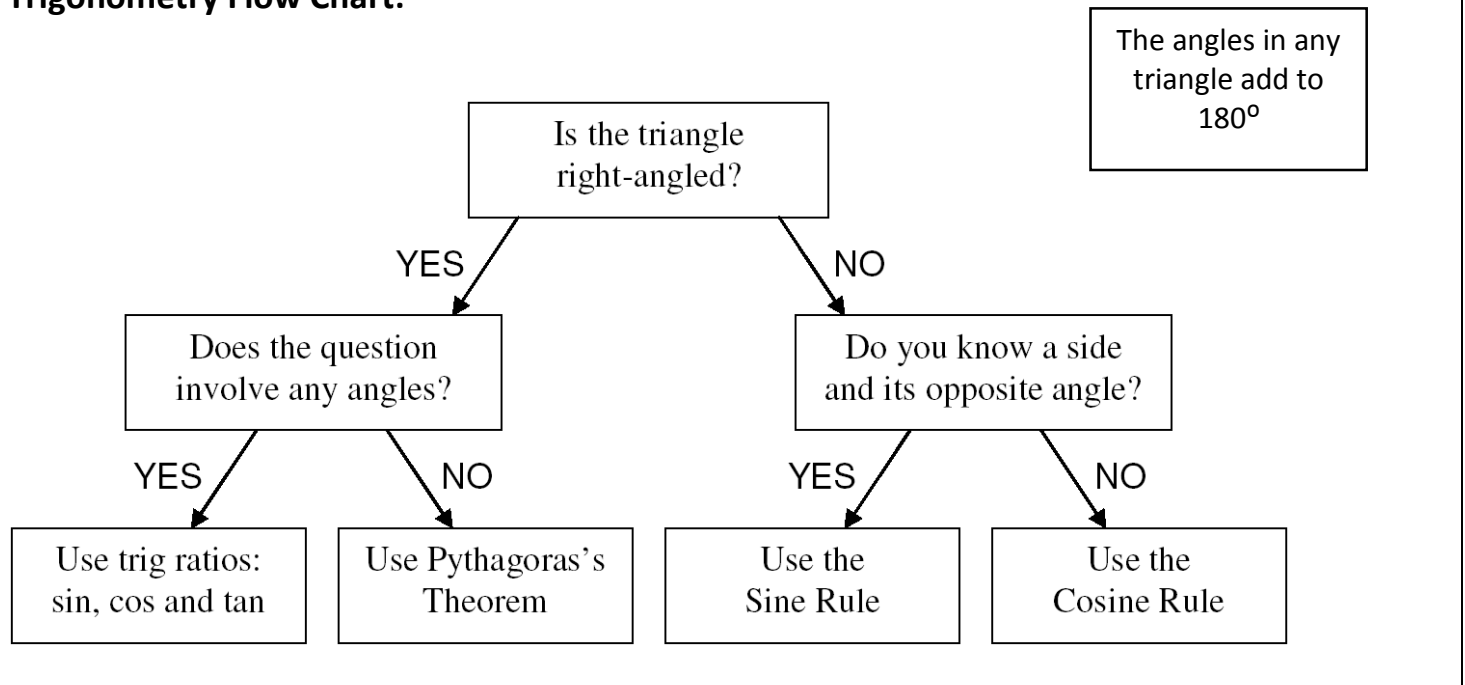 Trigonometry Flow Chart:
The angles in any
triangle add to
180⁰
Is the triangle
right-angled?
YES
NO
Does the question
involve any angles?
Do you know a side
and its opposite angle?
YES
NO
YES
NO
Use trig ratios:
sin, cos and tan
Use Pythagoras’s
Theorem
Use the
Sine Rule
Use the
Cosine Rule